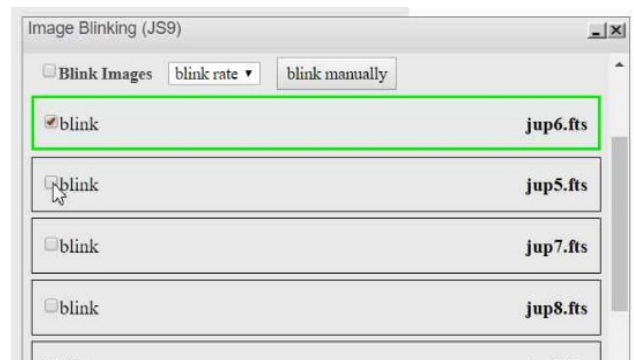 Image Blinking (JS9)
Blink Images blink rate blink manually
blink jup6.fts
blink jup5.fts
blink jup7.fts
blink jup8.fts